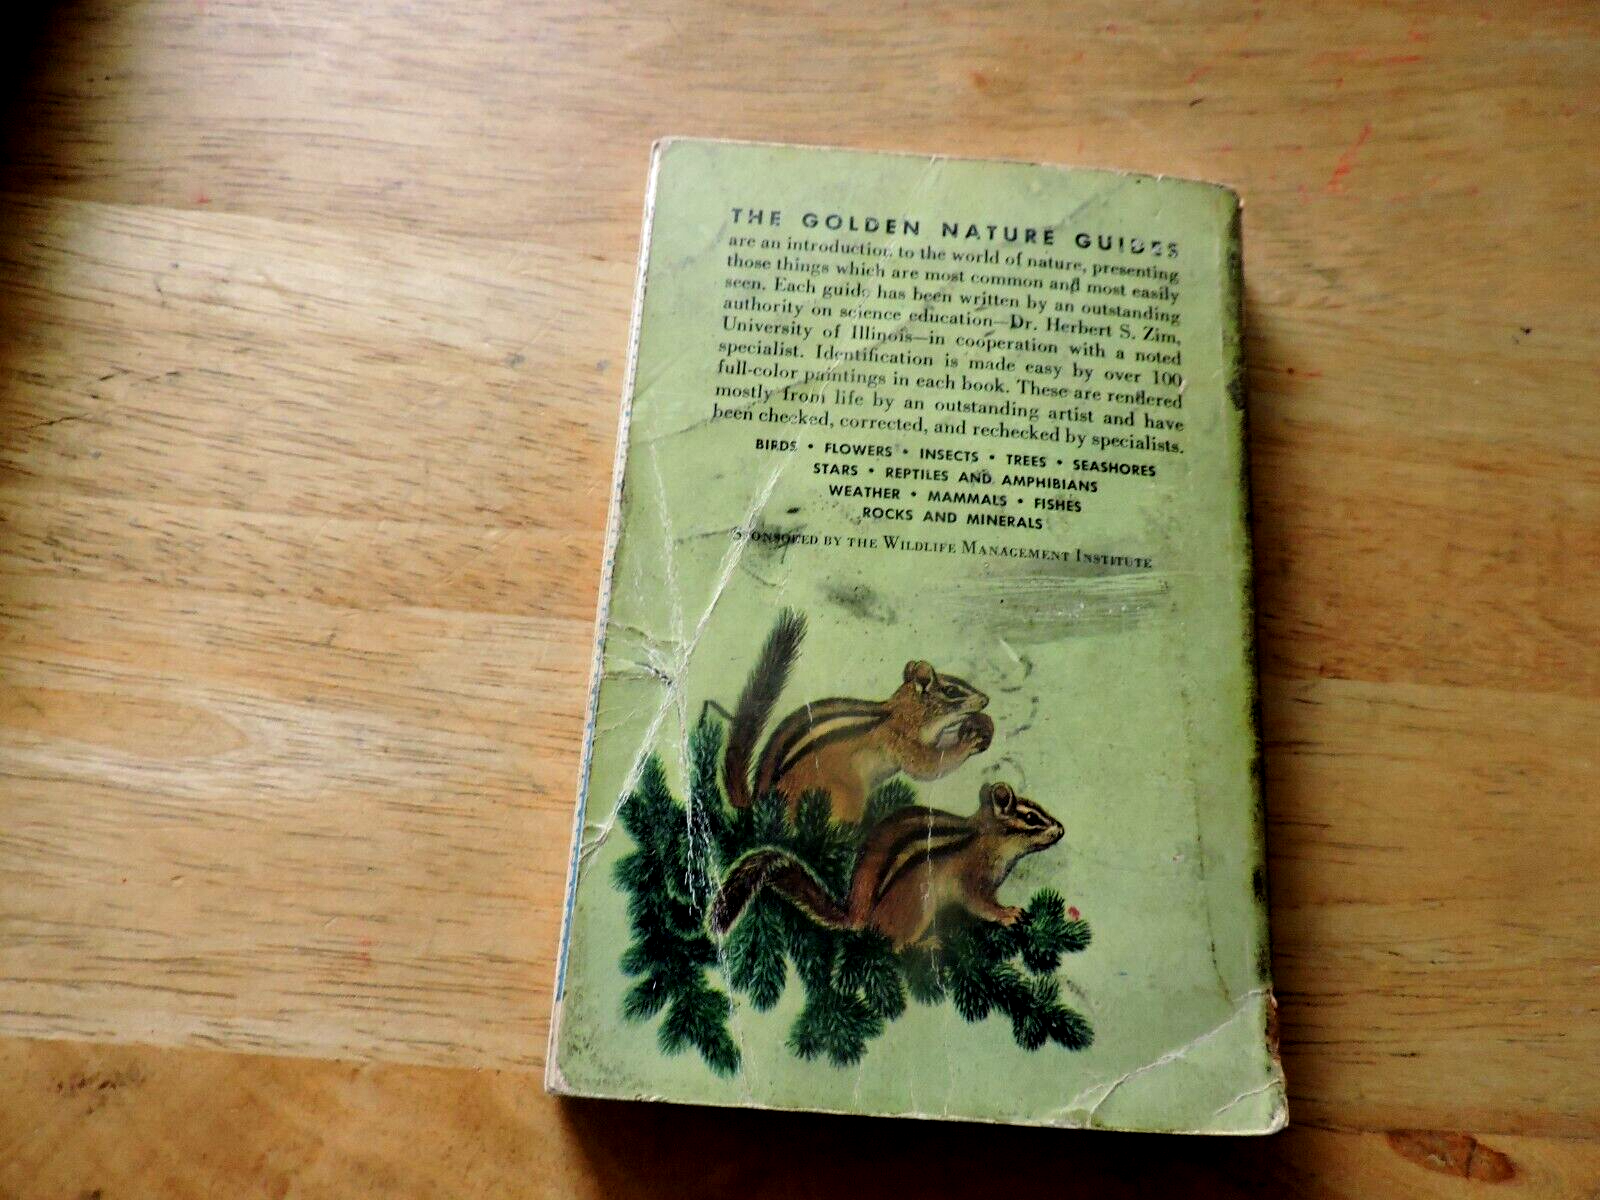 THE GOLDEN NATURE GUIDES
are an introduction to the world of nature, presenting
those things which are most common and most easily
seen. Each guide has been written by an outstanding
authority on science education—Dr. Herbert S. Zim,
University of Illinois—in cooperation with a noted
specialist. Identification is made easy by over 100
full-color paintings in each book. These are rendered
mostly from life by an outstanding artist and have
been checked, corrected, and rechecked by specialists.
BIRDS • FLOWERS • INSECTS • TREES • SEASHORES
STARS • REPTILES AND AMPHIBIANS
WEATHER • MAMMALS • FISHES
ROCKS AND MINERALS
SPONSORED BY THE WILDLIFE MANAGEMENT INSTITUTE